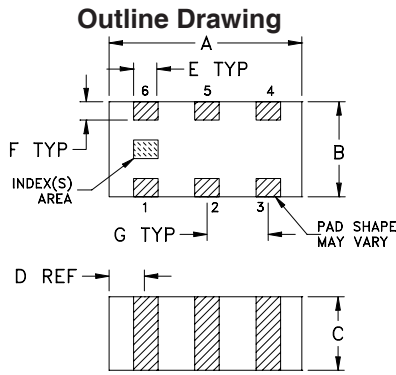 Outline Drawing
A
E TYP
6 5 4
F TYP
B
INDEX(S)
AREA
1 2 3
G TYP
PAD SHAPE
MAY VARY
D REF
C